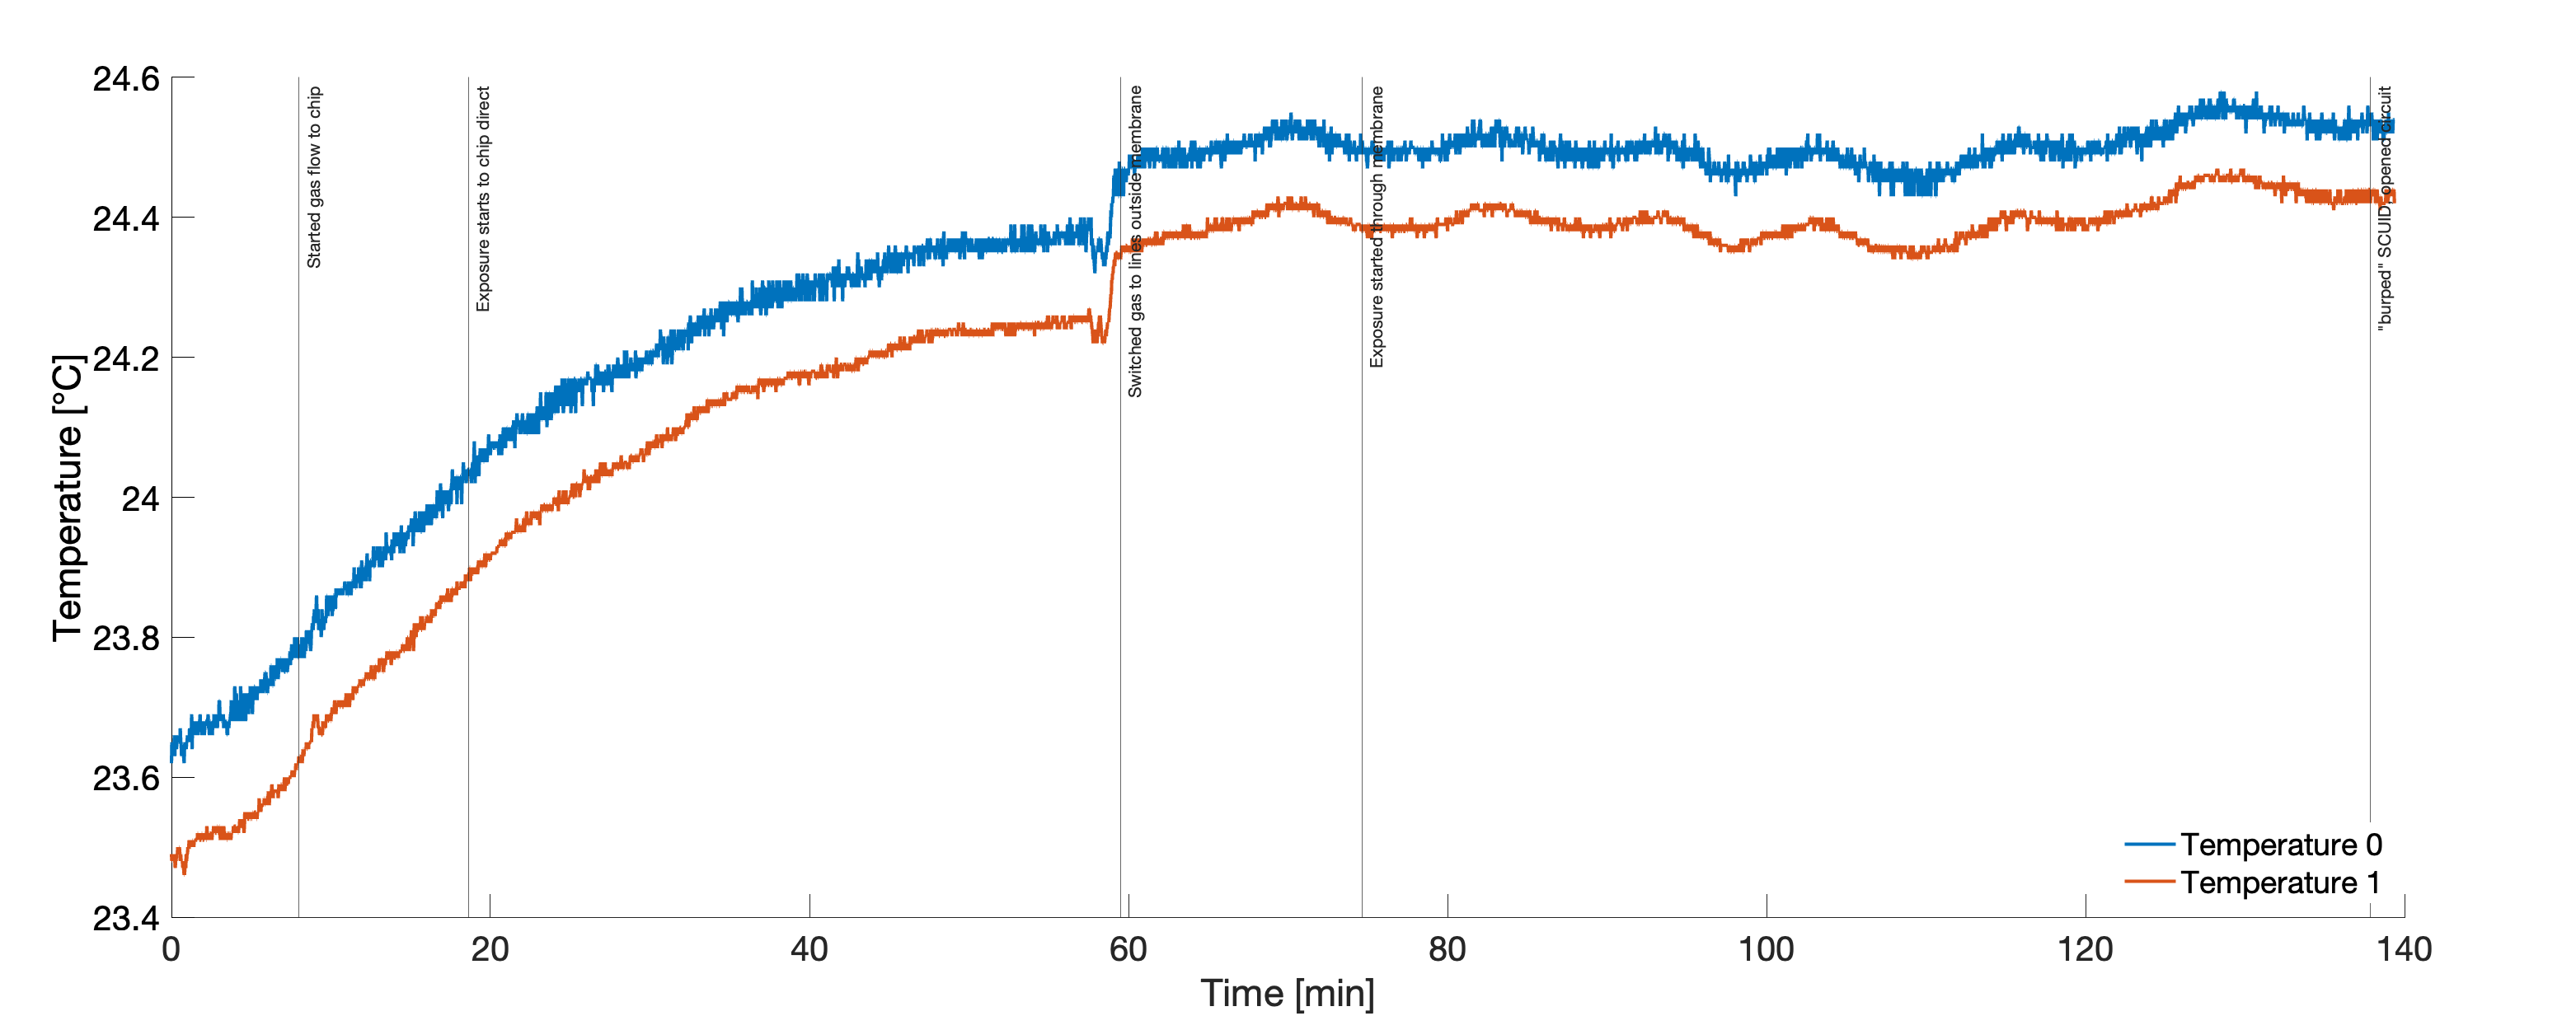 24.6
24.4
24.2
24
23.8
23.6
23.4
Temperature [°C]
0
20
40
60
80
100
120
140
Time [min]
Started gas flow to chip
Exposure starts to chip direct
Switched gas to lines outside membrane
Exposure started through membrane
"burped" SCUID, opened circuit
Temperature 0
Temperature 1